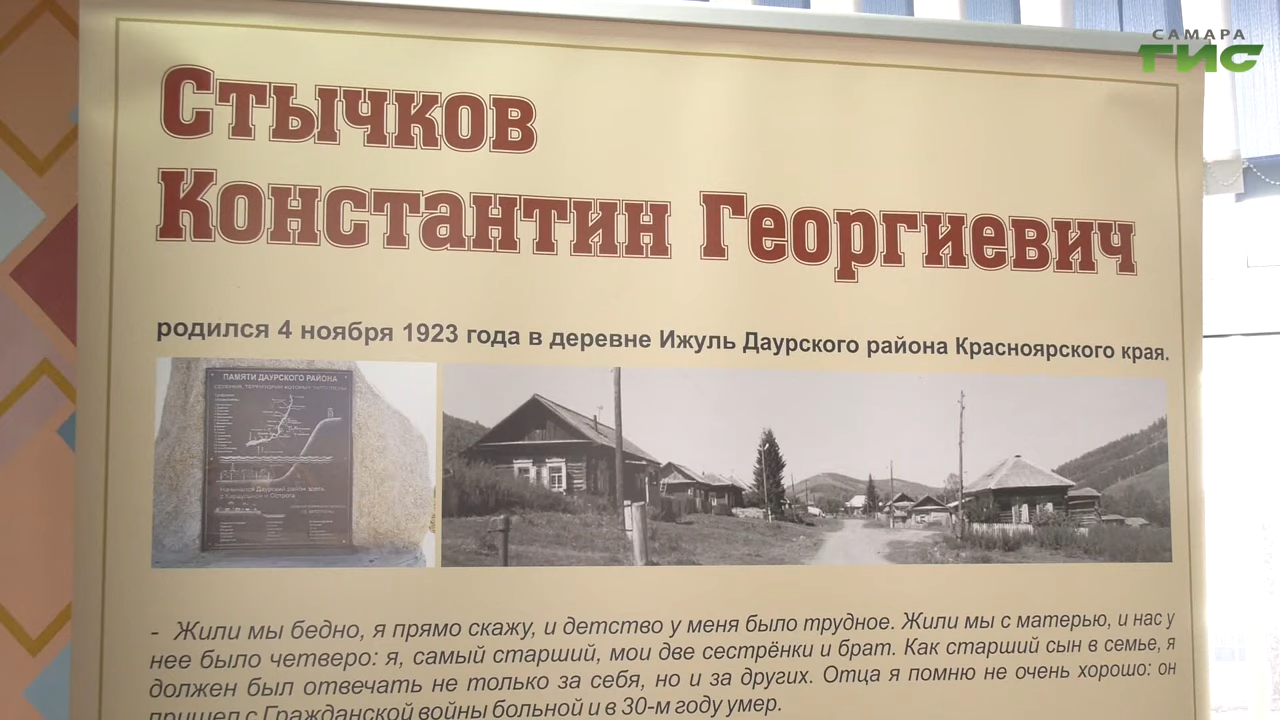 САМАРА
ГИС
Стычков
Константин Георгиевич
родился 4 ноября 1923 года в деревне Ижуль Даурского района Красноярского края.
ПАМЯТИ ДАУРСКОГО РАЙОНА
- Жили мы бедно, я прямо скажу, и детство у меня было трудное. Жили мы с матерью, и нас у
нее было четверо: я, самый старший, мои две сестрёнки и брат. Как старший сын в семье, я
должен был отвечать не только за себя, но и за других. Отца я помню не очень хорошо: он
пришел с Гражданской войны больной и в 30-м году умер.